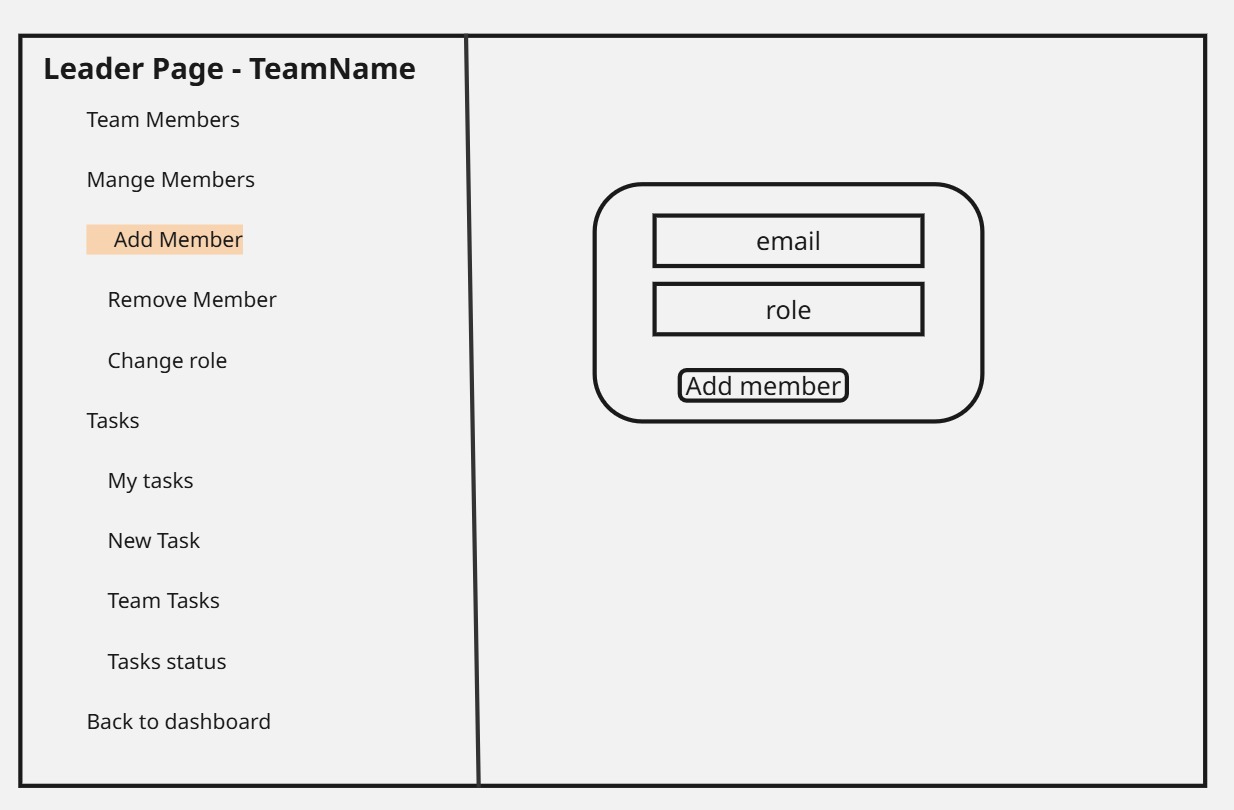 Leader Page - TeamName
Team Members
Mange Members
Add Member
Remove Member
Change role
Tasks
My tasks
New Task
Team Tasks
Tasks status
Back to dashboard
email
role
Add member